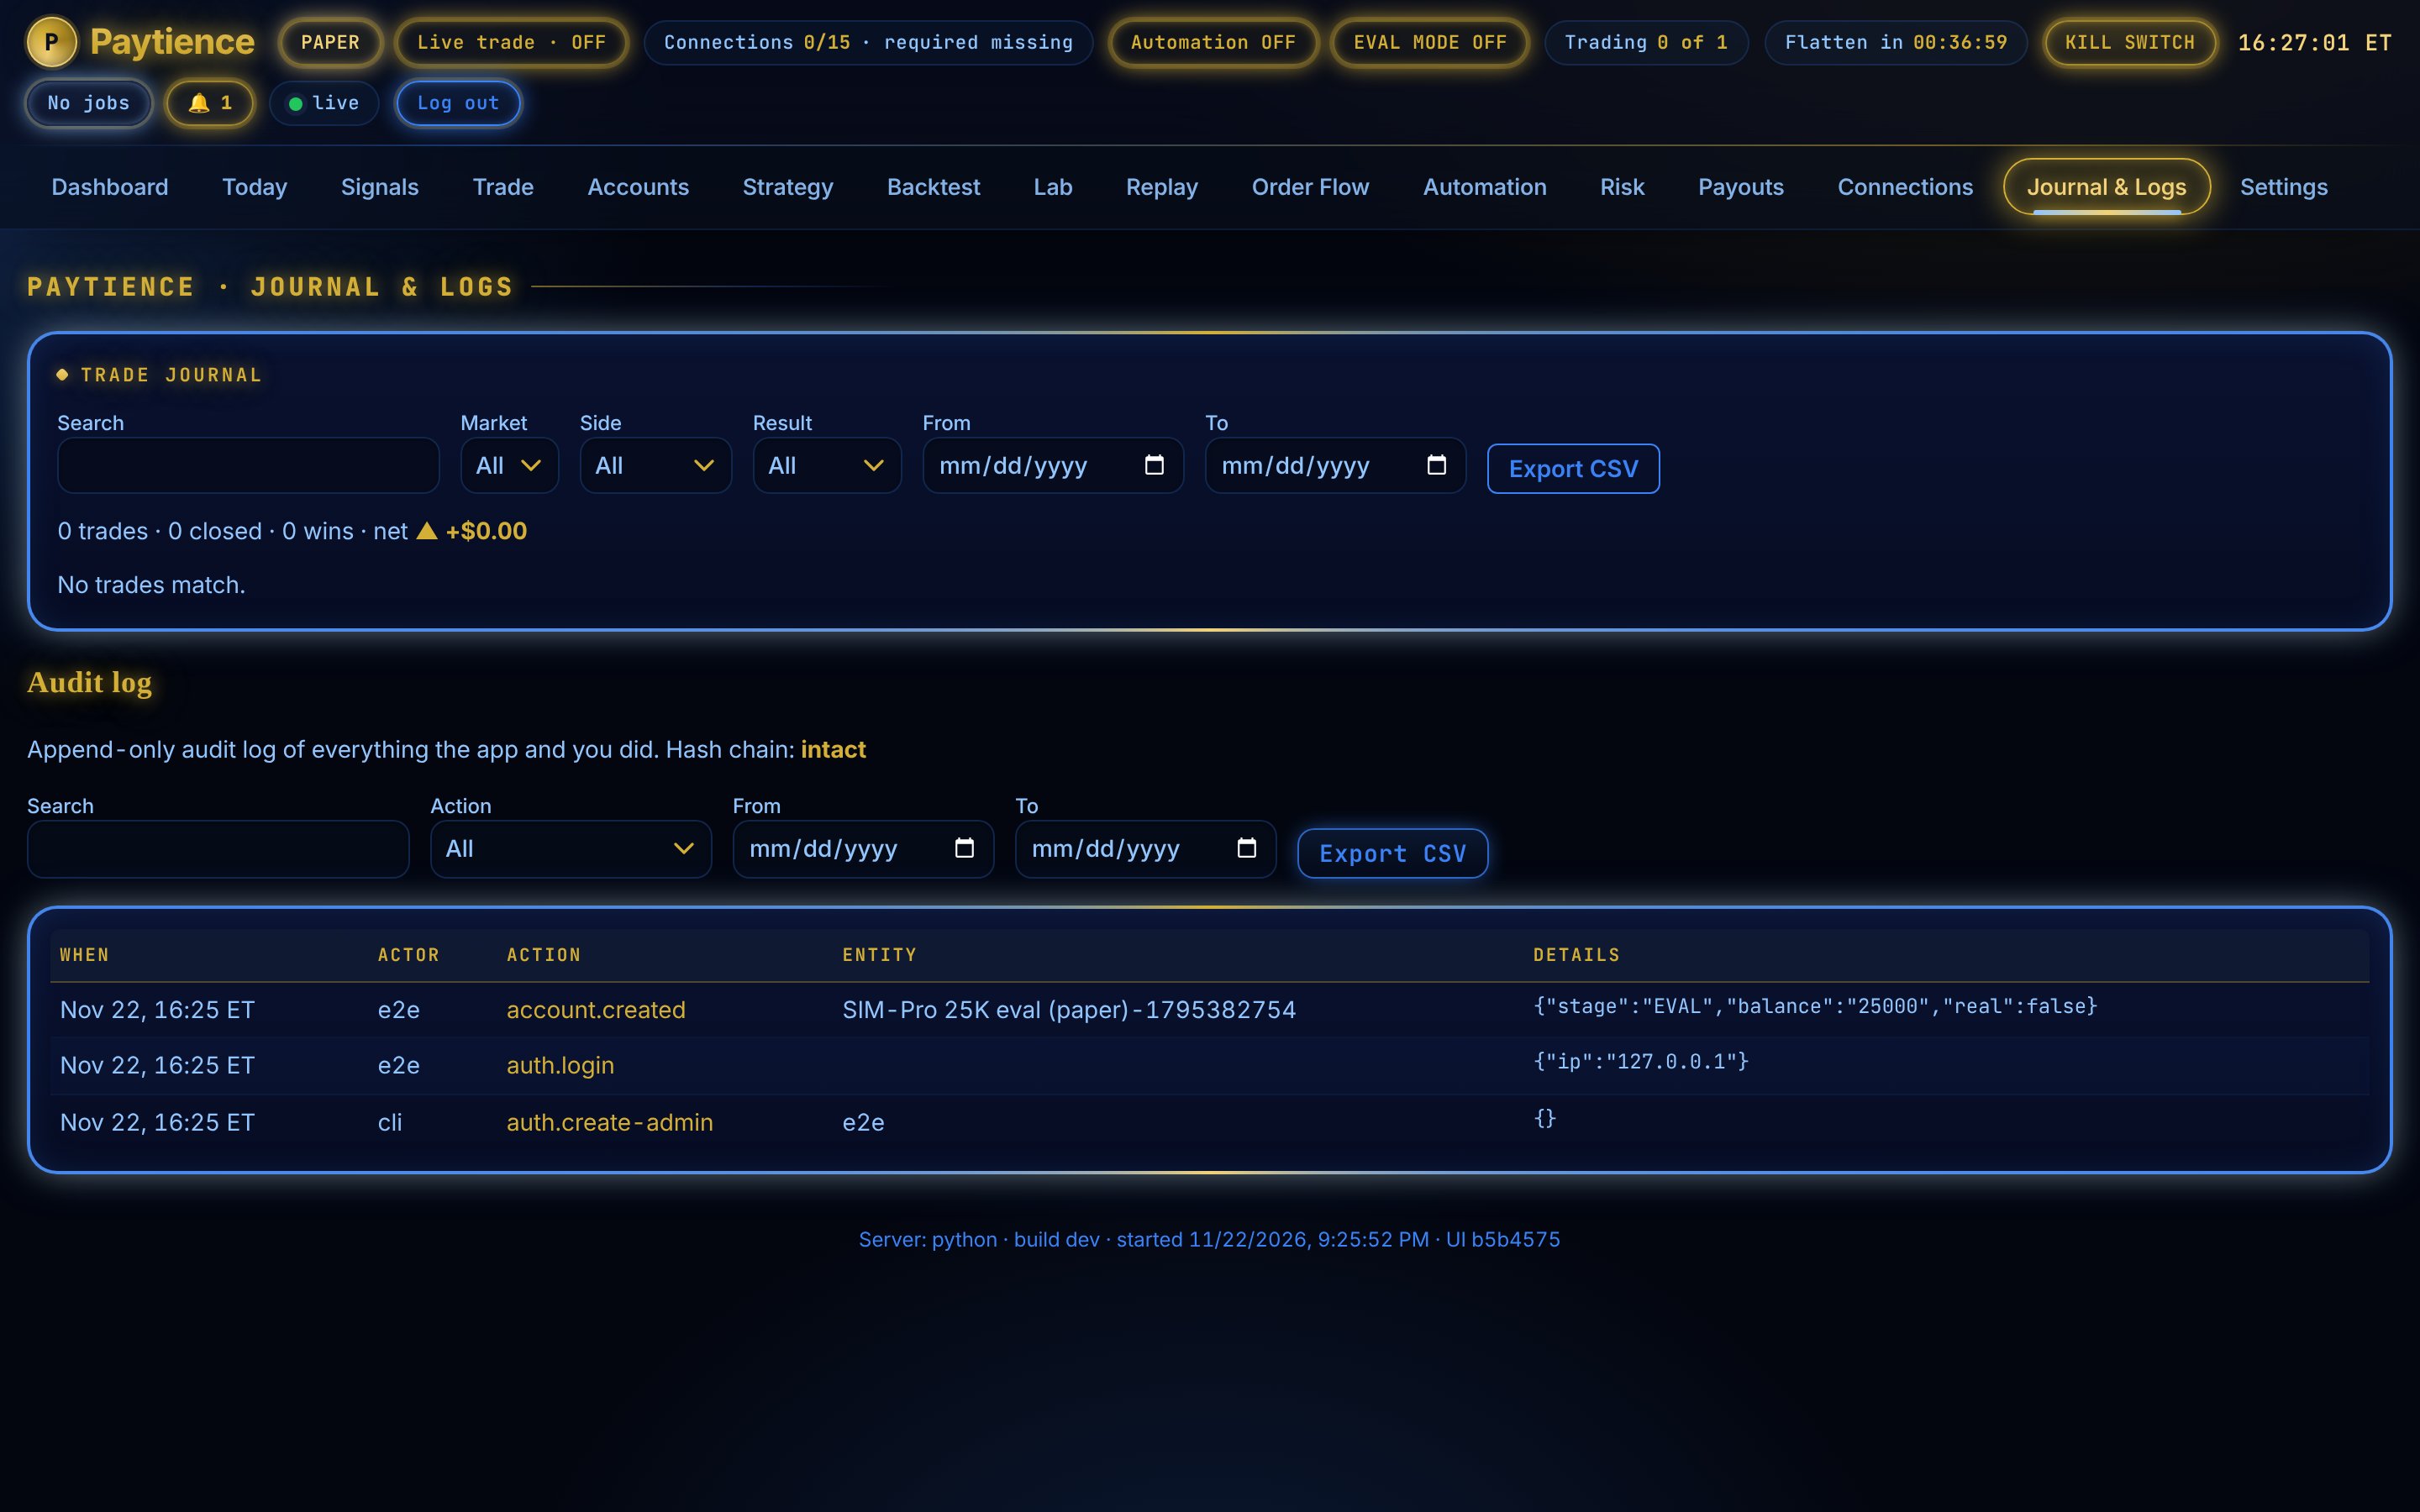 P Paytience PAPER Live trade · OFF Connections 0/15 · required missing Automation OFF EVAL MODE OFF Trading 0 of 1 Flatten in 00:36:59 KILL SWITCH 16:27:01 ET
No jobs 🔔 1 live Log out
Dashboard Today Signals Trade Accounts Strategy Backtest Lab Replay Order Flow Automation Risk Payouts Connections Journal & Logs Settings
PAYTIENCE · JOURNAL & LOGS
TRADE JOURNAL
Search Market Side Result From To
All All All mm/dd/yyyy mm/dd/yyyy Export CSV
0 trades · 0 closed · 0 wins · net ▲ +$0.00
No trades match.
Audit log
Append-only audit log of everything the app and you did. Hash chain: intact
Search Action From To
All mm/dd/yyyy mm/dd/yyyy Export CSV
WHEN ACTOR ACTION ENTITY DETAILS
Nov 22, 16:25 ET e2e account.created SIM-Pro 25K eval (paper)-1795382754 {"stage":"EVAL","balance":"25000","real":false}
Nov 22, 16:25 ET e2e auth.login {"ip":"127.0.0.1"}
Nov 22, 16:25 ET cli auth.create-admin e2e {}
Server: python · build dev · started 11/22/2026, 9:25:52 PM · UI b5b4575